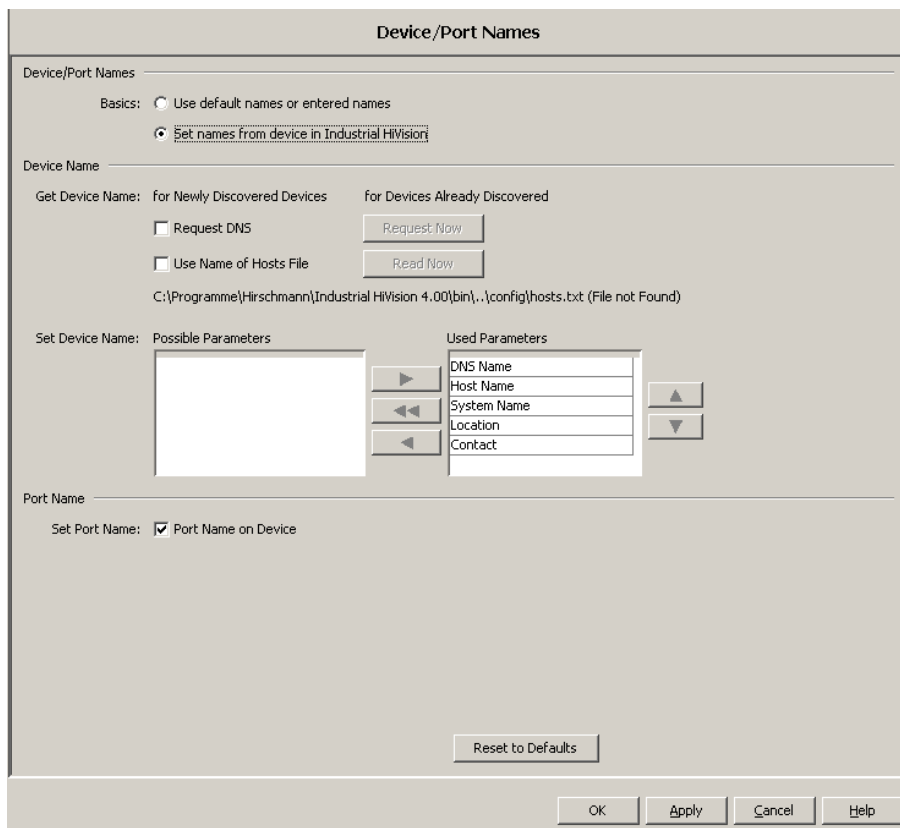 Device/Port Names
Device/Port Names
Basics: Use default names or entered names
Set names from device in Industrial HiVision
Device Name
Get Device Name: for Newly Discovered Devices for Devices Already Discovered
Request DNS Request Now
Use Name of Hosts File Read Now
C:\Programme\Hirschmann\Industrial HiVision 4.00\bin\..\config\hosts.txt (File not Found)
Set Device Name: Possible Parameters Used Parameters
DNS Name
Host Name
System Name
Location
Contact
Port Name
Set Port Name: Port Name on Device
Reset to Defaults
OK Apply Cancel Help